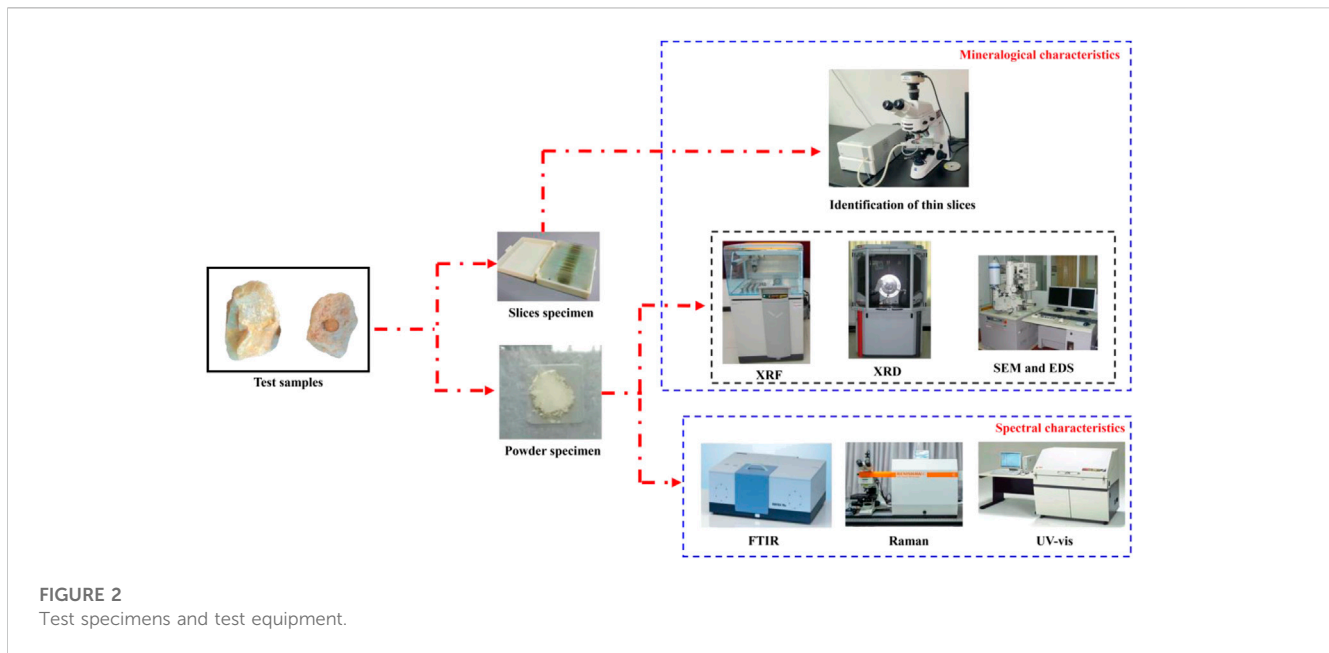 Mineralogical characteristics
Identification of thin slices
Slices specimen
Test samples
XRF
XRD
SEM and EDS
Powder specimen
Spectral characteristics
FTIR
Raman
UV-vis
FIGURE 2
Test specimens and test equipment.